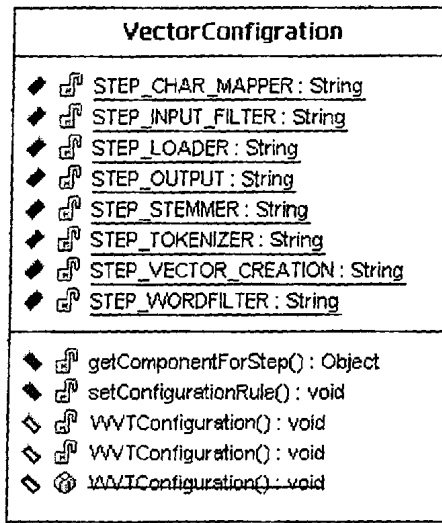 VectorConfigration
STEP_CHAR_MAPPER : String
STEP_INPUT_FILTER : String
STEP_LOADER : String
STEP_OUTPUT : String
STEP_STEMMER : String
STEP_TOKENIZER : String
STEP_VECTOR_CREATION : String
STEP_WORDFILTER : String
getComponentForStep() : Object
setConfigurationRule() : void
WVTConfiguration() : void
WVTConfiguration() : void
WVTConfiguration() : void